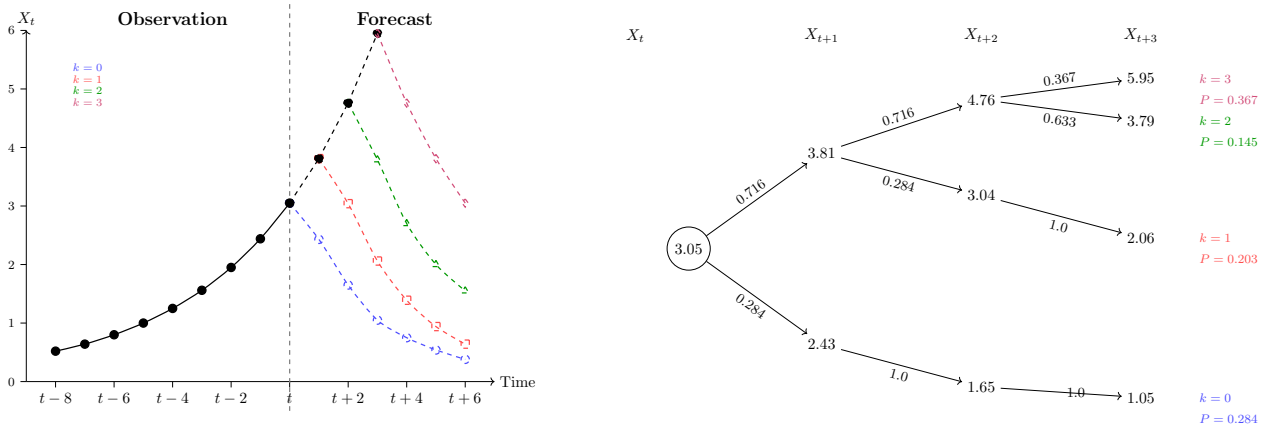 X_t
Observation
Forecast
k = 0
k = 1
k = 2
k = 3
6
5
4
3
2
1
0
t − 8
t − 6
t − 4
t − 2
t
t + 2
t + 4
t + 6
Time
X_t
X_{t+1}
X_{t+2}
X_{t+3}
3.05
0.716
0.284
3.81
2.43
0.716
0.284
1.0
4.76
3.04
1.65
0.367
0.633
1.0
1.0
5.95
3.79
2.06
1.05
k = 3
P = 0.367
k = 2
P = 0.145
k = 1
P = 0.203
k = 0
P = 0.284